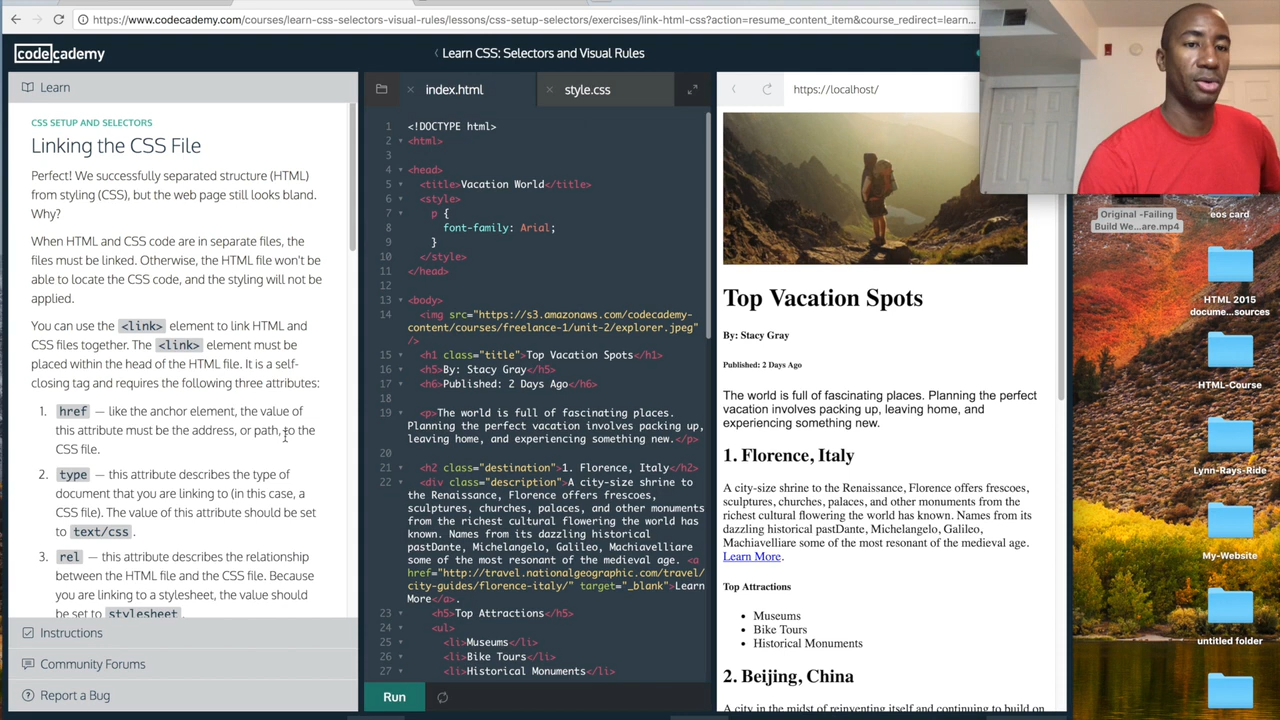 https://www.codecademy.com/courses/learn-css-selectors-visual-rules/lessons/css-setup-selectors/exercises/link-html-css?action=resume_content_item&course_redirect=learn...
codecademy
Learn CSS: Selectors and Visual Rules
Learn
CSS SETUP AND SELECTORS
Linking the CSS File
Perfect! We successfully separated structure (HTML)
from styling (CSS), but the web page still looks bland.
Why?
When HTML and CSS code are in separate files, the
files must be linked. Otherwise, the HTML file won't be
able to locate the CSS code, and the styling will not be
applied.
You can use the <link> element to link HTML and
CSS files together. The <link> element must be
placed within the head of the HTML file. It is a self-
closing tag and requires the following three attributes:
1. href — like the anchor element, the value of
this attribute must be the address, or path, to the
CSS file.
2. type — this attribute describes the type of
document that you are linking to (in this case, a
CSS file). The value of this attribute should be set
to text/css.
3. rel — this attribute describes the relationship
between the HTML file and the CSS file. Because
you are linking to a stylesheet, the value should
be set to stylesheet
Instructions
Community Forums
Report a Bug
index.html
style.css
1 <!DOCTYPE html>
2 <html>
3
4 <head>
5 <title>Vacation World</title>
6 <style>
7 p {
8 font-family: Arial;
9 }
10 </style>
11 </head>
12
13 <body>
14 <img src="https://s3.amazonaws.com/codecademy-
content/courses/freelance-1/unit-2/explorer.jpeg"
/>
15 <h1 class="title">Top Vacation Spots</h1>
16 <h5>By: Stacy Gray</h5>
17 <h6>Published: 2 Days Ago</h6>
18
19 <p>The world is full of fascinating places.
Planning the perfect vacation involves packing up,
leaving home, and experiencing something new.</p>
20
21 <h2 class="destination">1. Florence, Italy</h2>
22 <div class="description">A city-size shrine to
the Renaissance, Florence offers frescoes,
sculptures, churches, palaces, and other monuments
from the richest cultural flowering the world has
known. Names from its dazzling historical
pastDante, Michelangelo, Galileo, Machiavelliare
some of the most resonant of the medieval age. <a
href="http://travel.nationalgeographic.com/travel/
city-guides/florence-italy/" target="_blank">Learn
More</a>.
23 <h5>Top Attractions</h5>
24 <ul>
25 <li>Museums</li>
26 <li>Bike Tours</li>
27 <li>Historical Monuments</li>
Run
https://localhost/
Top Vacation Spots
By: Stacy Gray
Published: 2 Days Ago
The world is full of fascinating places. Planning the perfect
vacation involves packing up, leaving home, and
experiencing something new.
1. Florence, Italy
A city-size shrine to the Renaissance, Florence offers frescoes,
sculptures, churches, palaces, and other monuments from the
richest cultural flowering the world has known. Names from its
dazzling historical pastDante, Michelangelo, Galileo,
Machiavelliare some of the most resonant of the medieval age.
Learn More.
Top Attractions
Museums
Bike Tours
Historical Monuments
2. Beijing, China
A city in the midst of reinventing itself and continuing to build on
Original -Failing
Build We...are.mp4
eos card
HTML 2015
docume...sources
HTML-Course
Lynn-Rays-Ride
My-Website
untitled folder